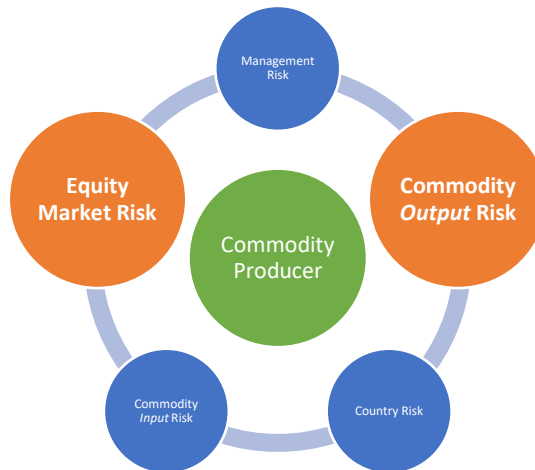 Management
Risk
Equity
Market Risk
Commodity
Output Risk
Commodity
Producer
Commodity
Input Risk
Country Risk